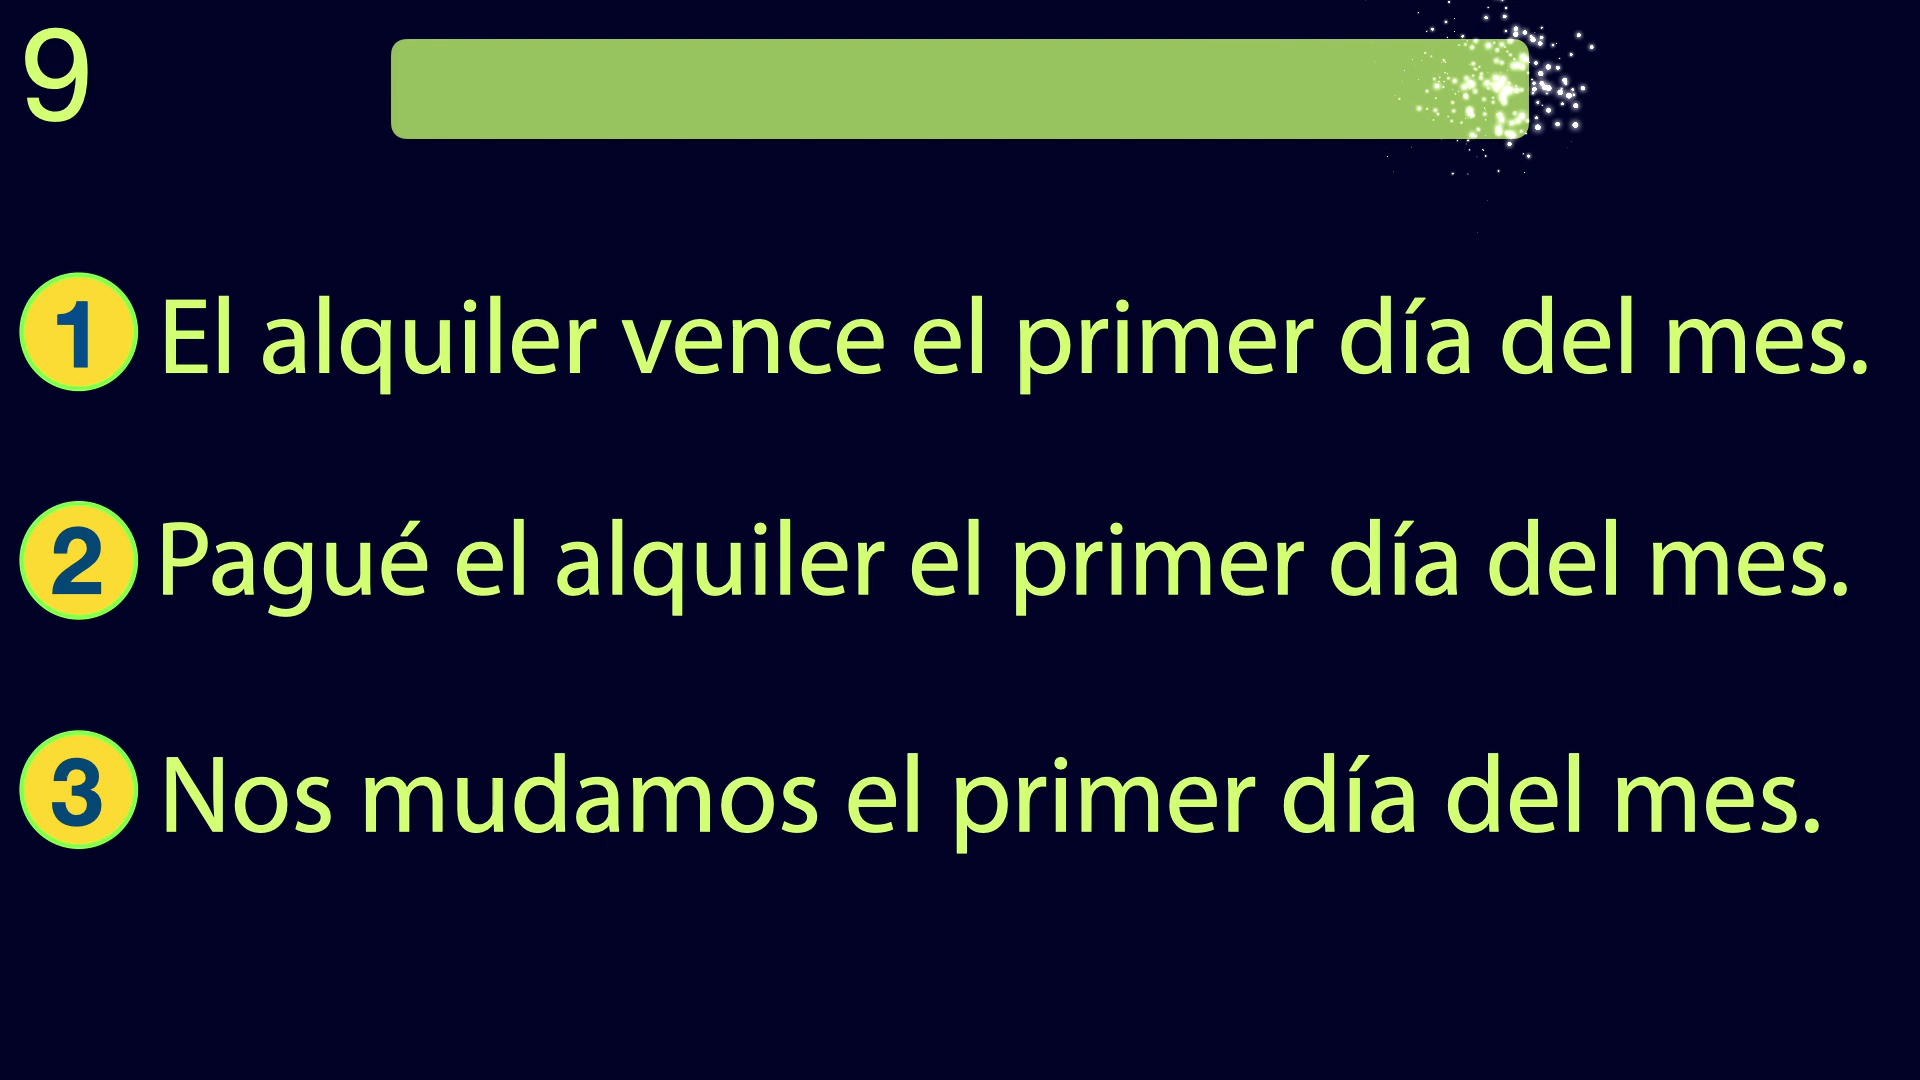 9
1 El alquiler vence el primer día del mes.
2 Pagué el alquiler el primer día del mes.
3 Nos mudamos el primer día del mes.